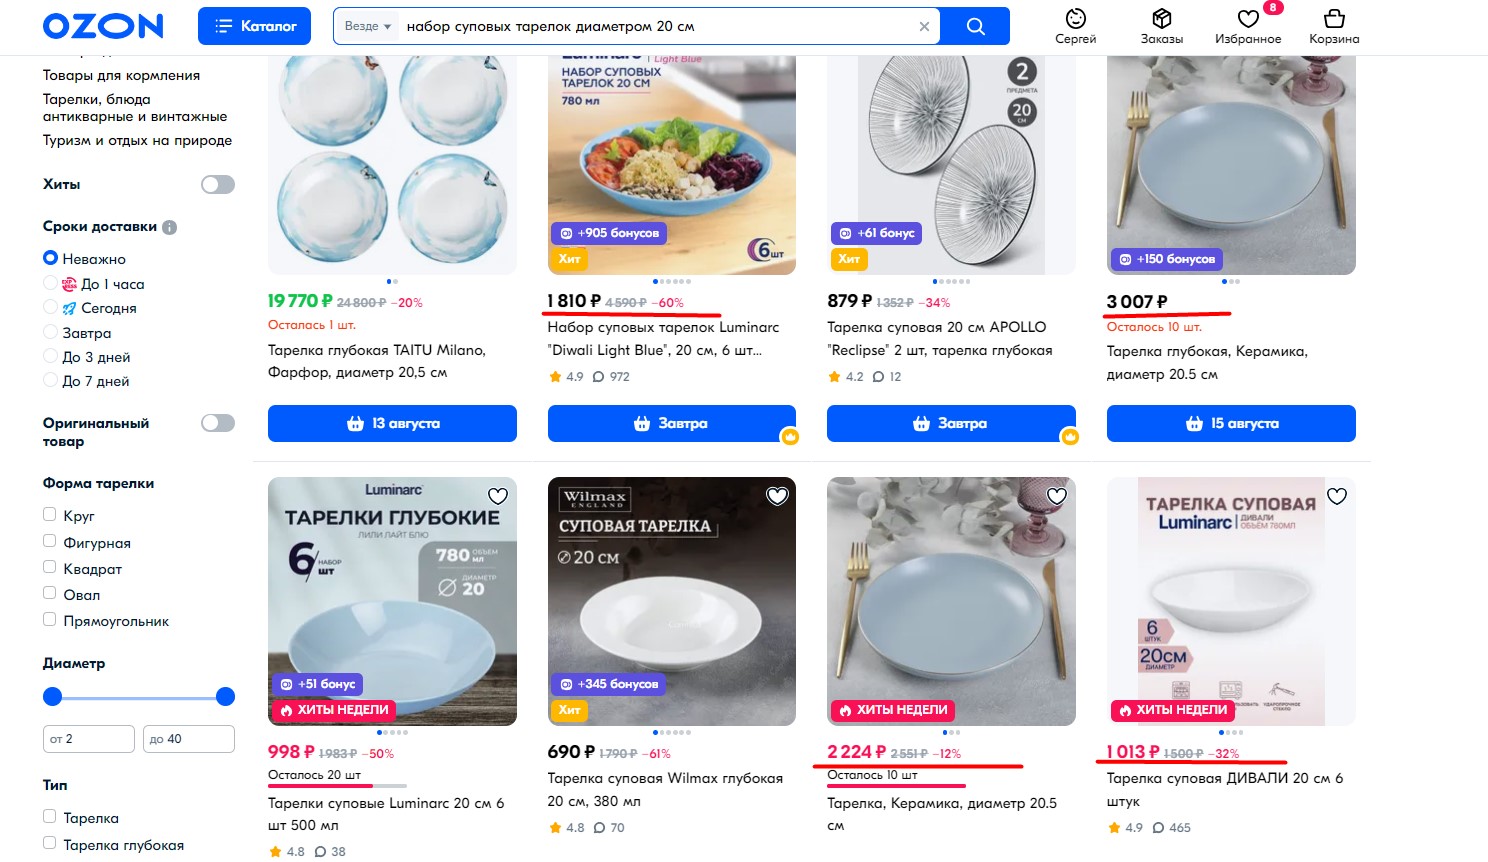 OZON
Каталог
Везде
набор суповых тарелок диаметром 20 см
8
Сергей
Заказы
Избранное
Корзина
Товары для кормления
Тарелки, блюда
антикварные и винтажные
Туризм и отдых на природе
Хиты
Сроки доставки
Неважно
До 1 часа
Сегодня
Завтра
До 3 дней
До 7 дней
Оригинальный
товар
Форма тарелки
Круг
Фигурная
Квадрат
Овал
Прямоугольник
Диаметр
от 2
до 40
Тип
Тарелка
Тарелка глубокая
19 770 ₽ 24 800 ₽ −20%
Осталось 1 шт.
Тарелка глубокая TAITU Milano,
Фарфор, диаметр 20,5 см
13 августа
Luminarc
Light Blue
НАБОР СУПОВЫХ
ТАРЕЛОК 20 СМ
780 мл
+905 бонусов
Хит
6шт
1 810 ₽ 4 590 ₽ −60%
Набор суповых тарелок Luminarc
"Diwali Light Blue", 20 см, 6 шт...
4.9 972
Завтра
2
ПРЕДМЕТА
20
СМ
+61 бонус
Хит
879 ₽ 1 352 ₽ −34%
Тарелка суповая 20 см APOLLO
"Reclipse" 2 шт, тарелка глубокая
4.2 12
Завтра
+150 бонусов
3 007 ₽
Осталось 10 шт.
Тарелка глубокая, Керамика,
диаметр 20.5 см
15 августа
Luminarc
ТАРЕЛКИ ГЛУБОКИЕ
ЛИЛИ ЛАЙТ БЛЮ
6/ НАБОР
шт
780 ОБЪЕМ
МЛ
ДИАМЕТР
20
+51 бонус
ХИТЫ НЕДЕЛИ
998 ₽ 1 983 ₽ −50%
Осталось 20 шт
Тарелки суповые Luminarc 20 см 6
шт 500 мл
4.8 38
Wilmax
ENGLAND
СУПОВАЯ ТАРЕЛКА
20 см
+345 бонусов
Хит
690 ₽ 1 790 ₽ −61%
Тарелка суповая Wilmax глубокая
20 см, 380 мл
4.8 70
ХИТЫ НЕДЕЛИ
2 224 ₽ 2 551 ₽ −12%
Осталось 10 шт
Тарелка, Керамика, диаметр 20.5
см
ТАРЕЛКА СУПОВАЯ
Luminarc | ДИВАЛИ
ОБЪЁМ 780МЛ
6
ШТУК
20см
ДИАМЕТР
УДАРОПРОЧНОЕ
СТЕКЛО
ХИТЫ НЕДЕЛИ
1 013 ₽ 1 500 ₽ −32%
Тарелка суповая ДИВАЛИ 20 см 6
штук
4.9 465